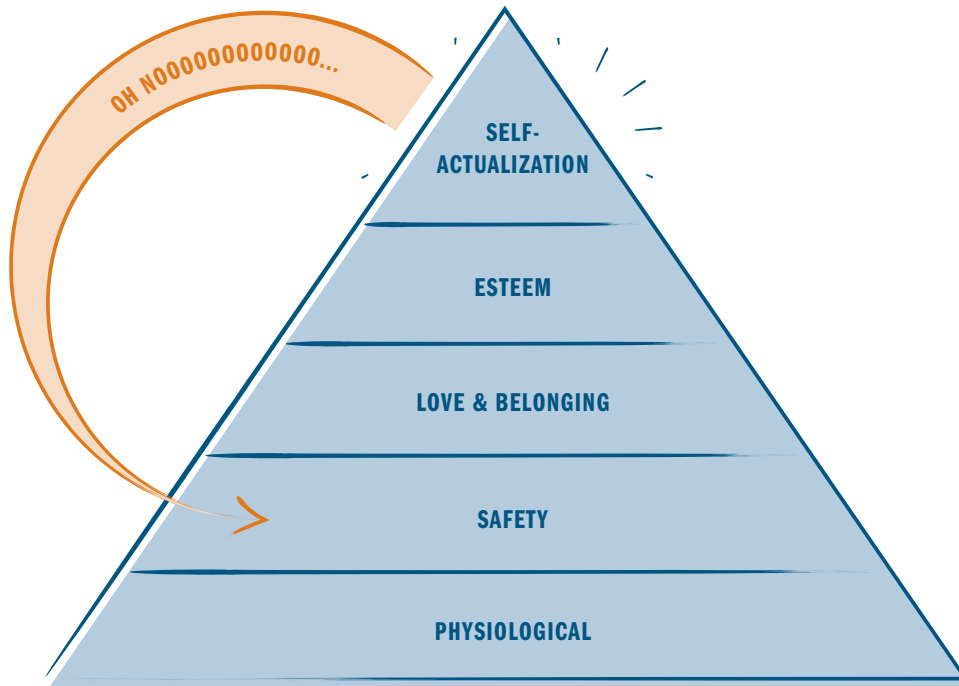 OH NOOOOOOOOOOOO...
SELF-
ACTUALIZATION
ESTEEM
LOVE & BELONGING
SAFETY
PHYSIOLOGICAL